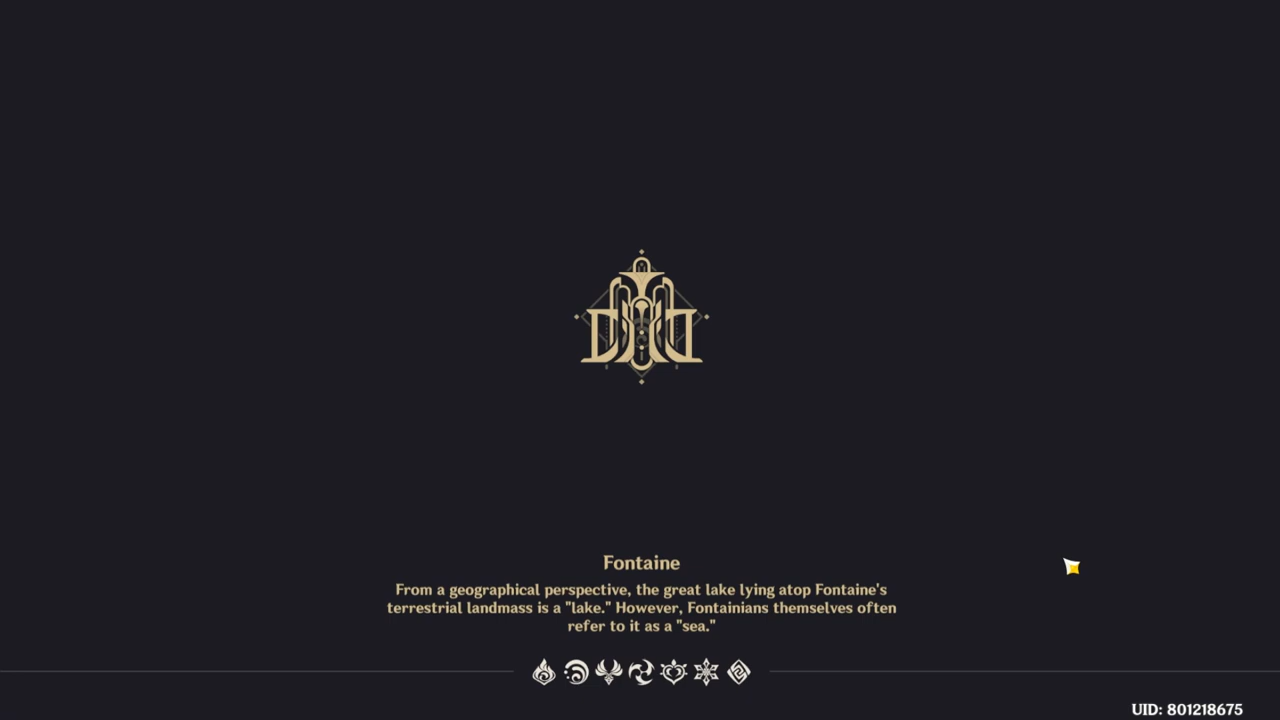 Fontaine
From a geographical perspective, the great lake lying atop Fontaine's
terrestrial landmass is a "lake." However, Fontainians themselves often
refer to it as a "sea."
UID: 801218675